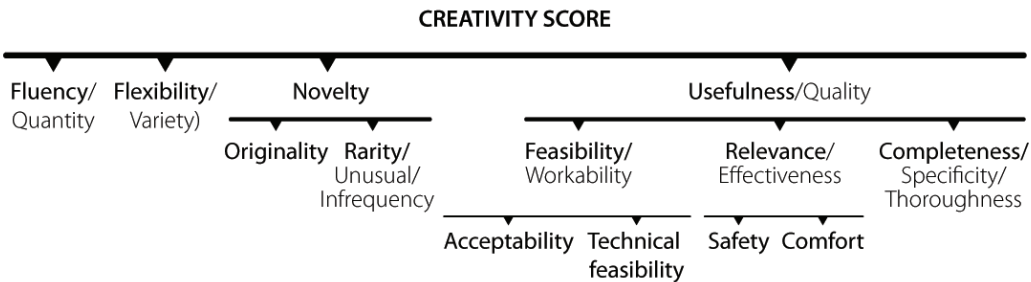 CREATIVITY SCORE
Fluency/ Flexibility/ Novelty Usefulness/Quality
Quantity Variety)
Originality Rarity/ Feasibility/ Relevance/ Completeness/
Unusual/ Workability Effectiveness Specificity/
Infrequency Thoroughness
Acceptability Technical Safety Comfort
feasibility